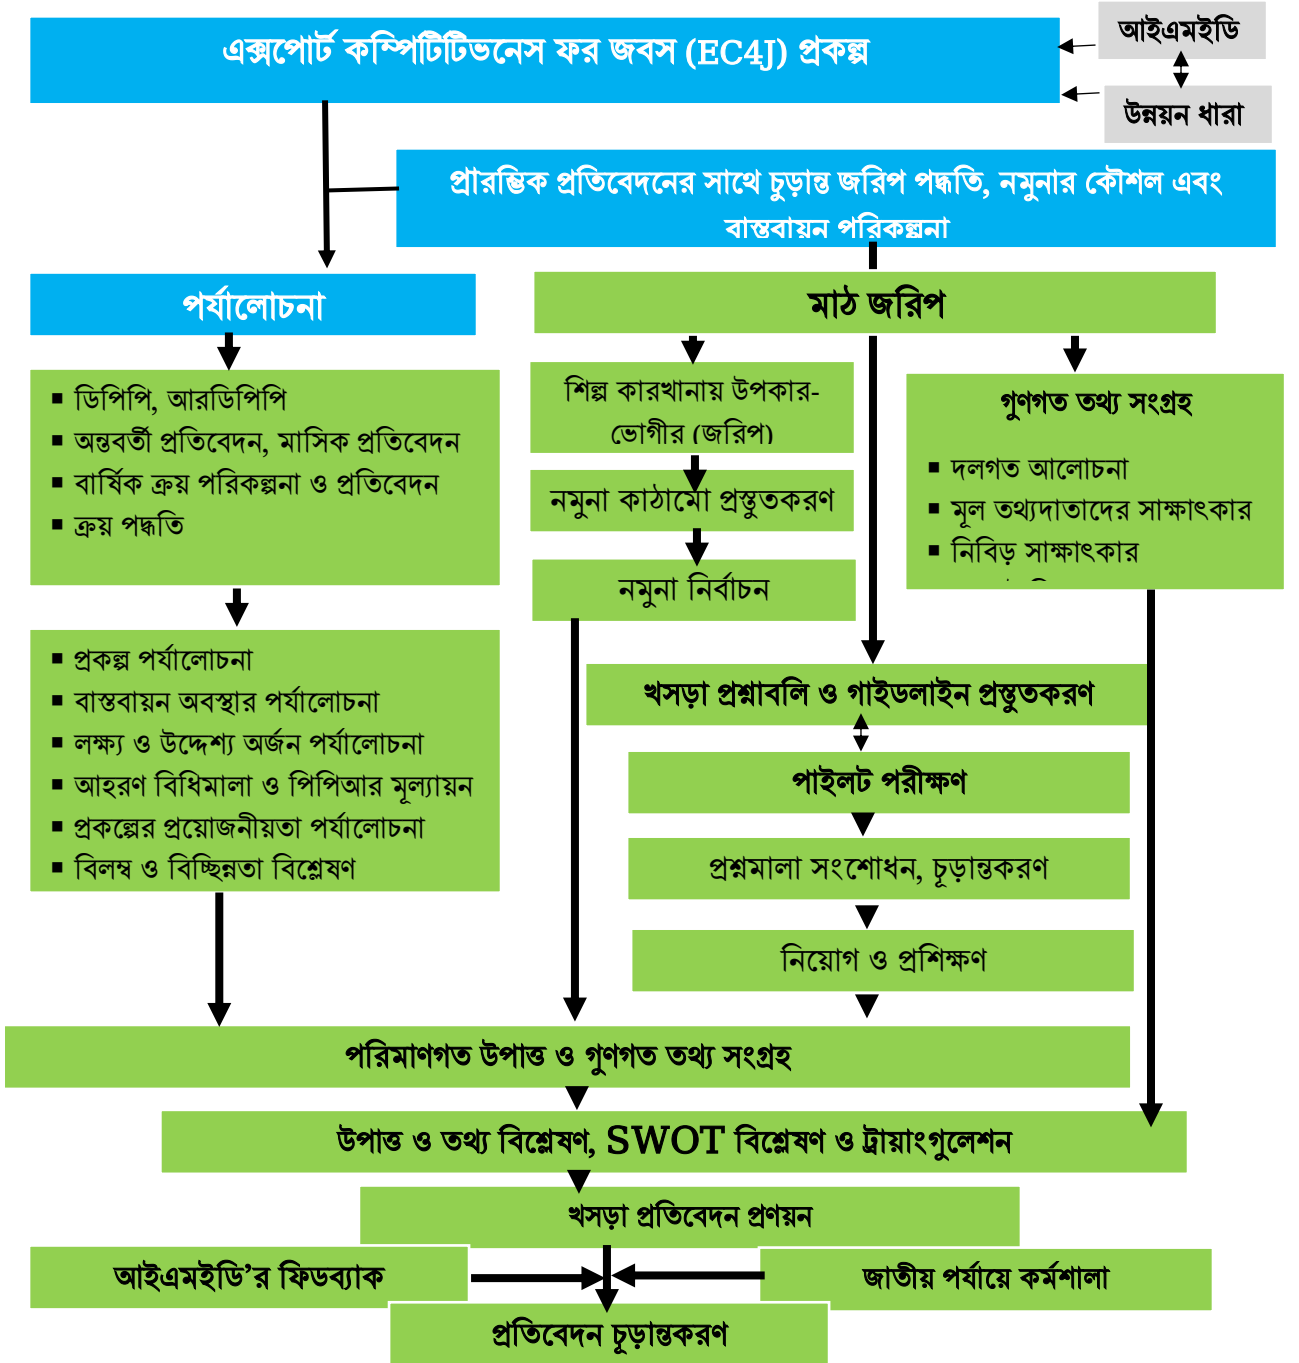 এক্সপোর্ট কম্পিটিটিভনেস ফর জবস (EC4J) প্রকল্প
আইএমইডি
উন্নয়ন ধারা
প্রারম্ভিক প্রতিবেদনের সাথে চুড়ান্ত জরিপ পদ্ধতি, নমুনার কৌশল এবং
বাস্তবায়ন পরিকল্পনা
পর্যালোচনা
▪ ডিপিপি, আরডিপিপি
▪ অন্তবর্তী প্রতিবেদন, মাসিক প্রতিবেদন
▪ বার্ষিক ক্রয় পরিকল্পনা ও প্রতিবেদন
▪ ক্রয় পদ্ধতি
▪ প্রকল্প পর্যালোচনা
▪ বাস্তবায়ন অবস্থার পর্যালোচনা
▪ লক্ষ্য ও উদ্দেশ্য অর্জন পর্যালোচনা
▪ আহরণ বিধিমালা ও পিপিআর মূল্যায়ন
▪ প্রকল্পের প্রয়োজনীয়তা পর্যালোচনা
▪ বিলম্ব ও বিচ্ছিন্নতা বিশ্লেষণ
মাঠ জরিপ
শিল্প কারখানায় উপকার-
ভোগীর (জরিপ)
নমুনা কাঠামো প্রস্তুতকরণ
নমুনা নির্বাচন
গুণগত তথ্য সংগ্রহ
▪ দলগত আলোচনা
▪ মূল তথ্যদাতাদের সাক্ষাৎকার
▪ নিবিড় সাক্ষাৎকার
খসড়া প্রশ্নাবলি ও গাইডলাইন প্রস্তুতকরণ
পাইলট পরীক্ষণ
প্রশ্নমালা সংশোধন, চূড়ান্তকরণ
নিয়োগ ও প্রশিক্ষণ
পরিমাণগত উপাত্ত ও গুণগত তথ্য সংগ্রহ
উপাত্ত ও তথ্য বিশ্লেষণ, SWOT বিশ্লেষণ ও ট্রায়াংগুলেশন
খসড়া প্রতিবেদন প্রণয়ন
আইএমইডি’র ফিডব্যাক
জাতীয় পর্যায়ে কর্মশালা
প্রতিবেদন চূড়ান্তকরণ